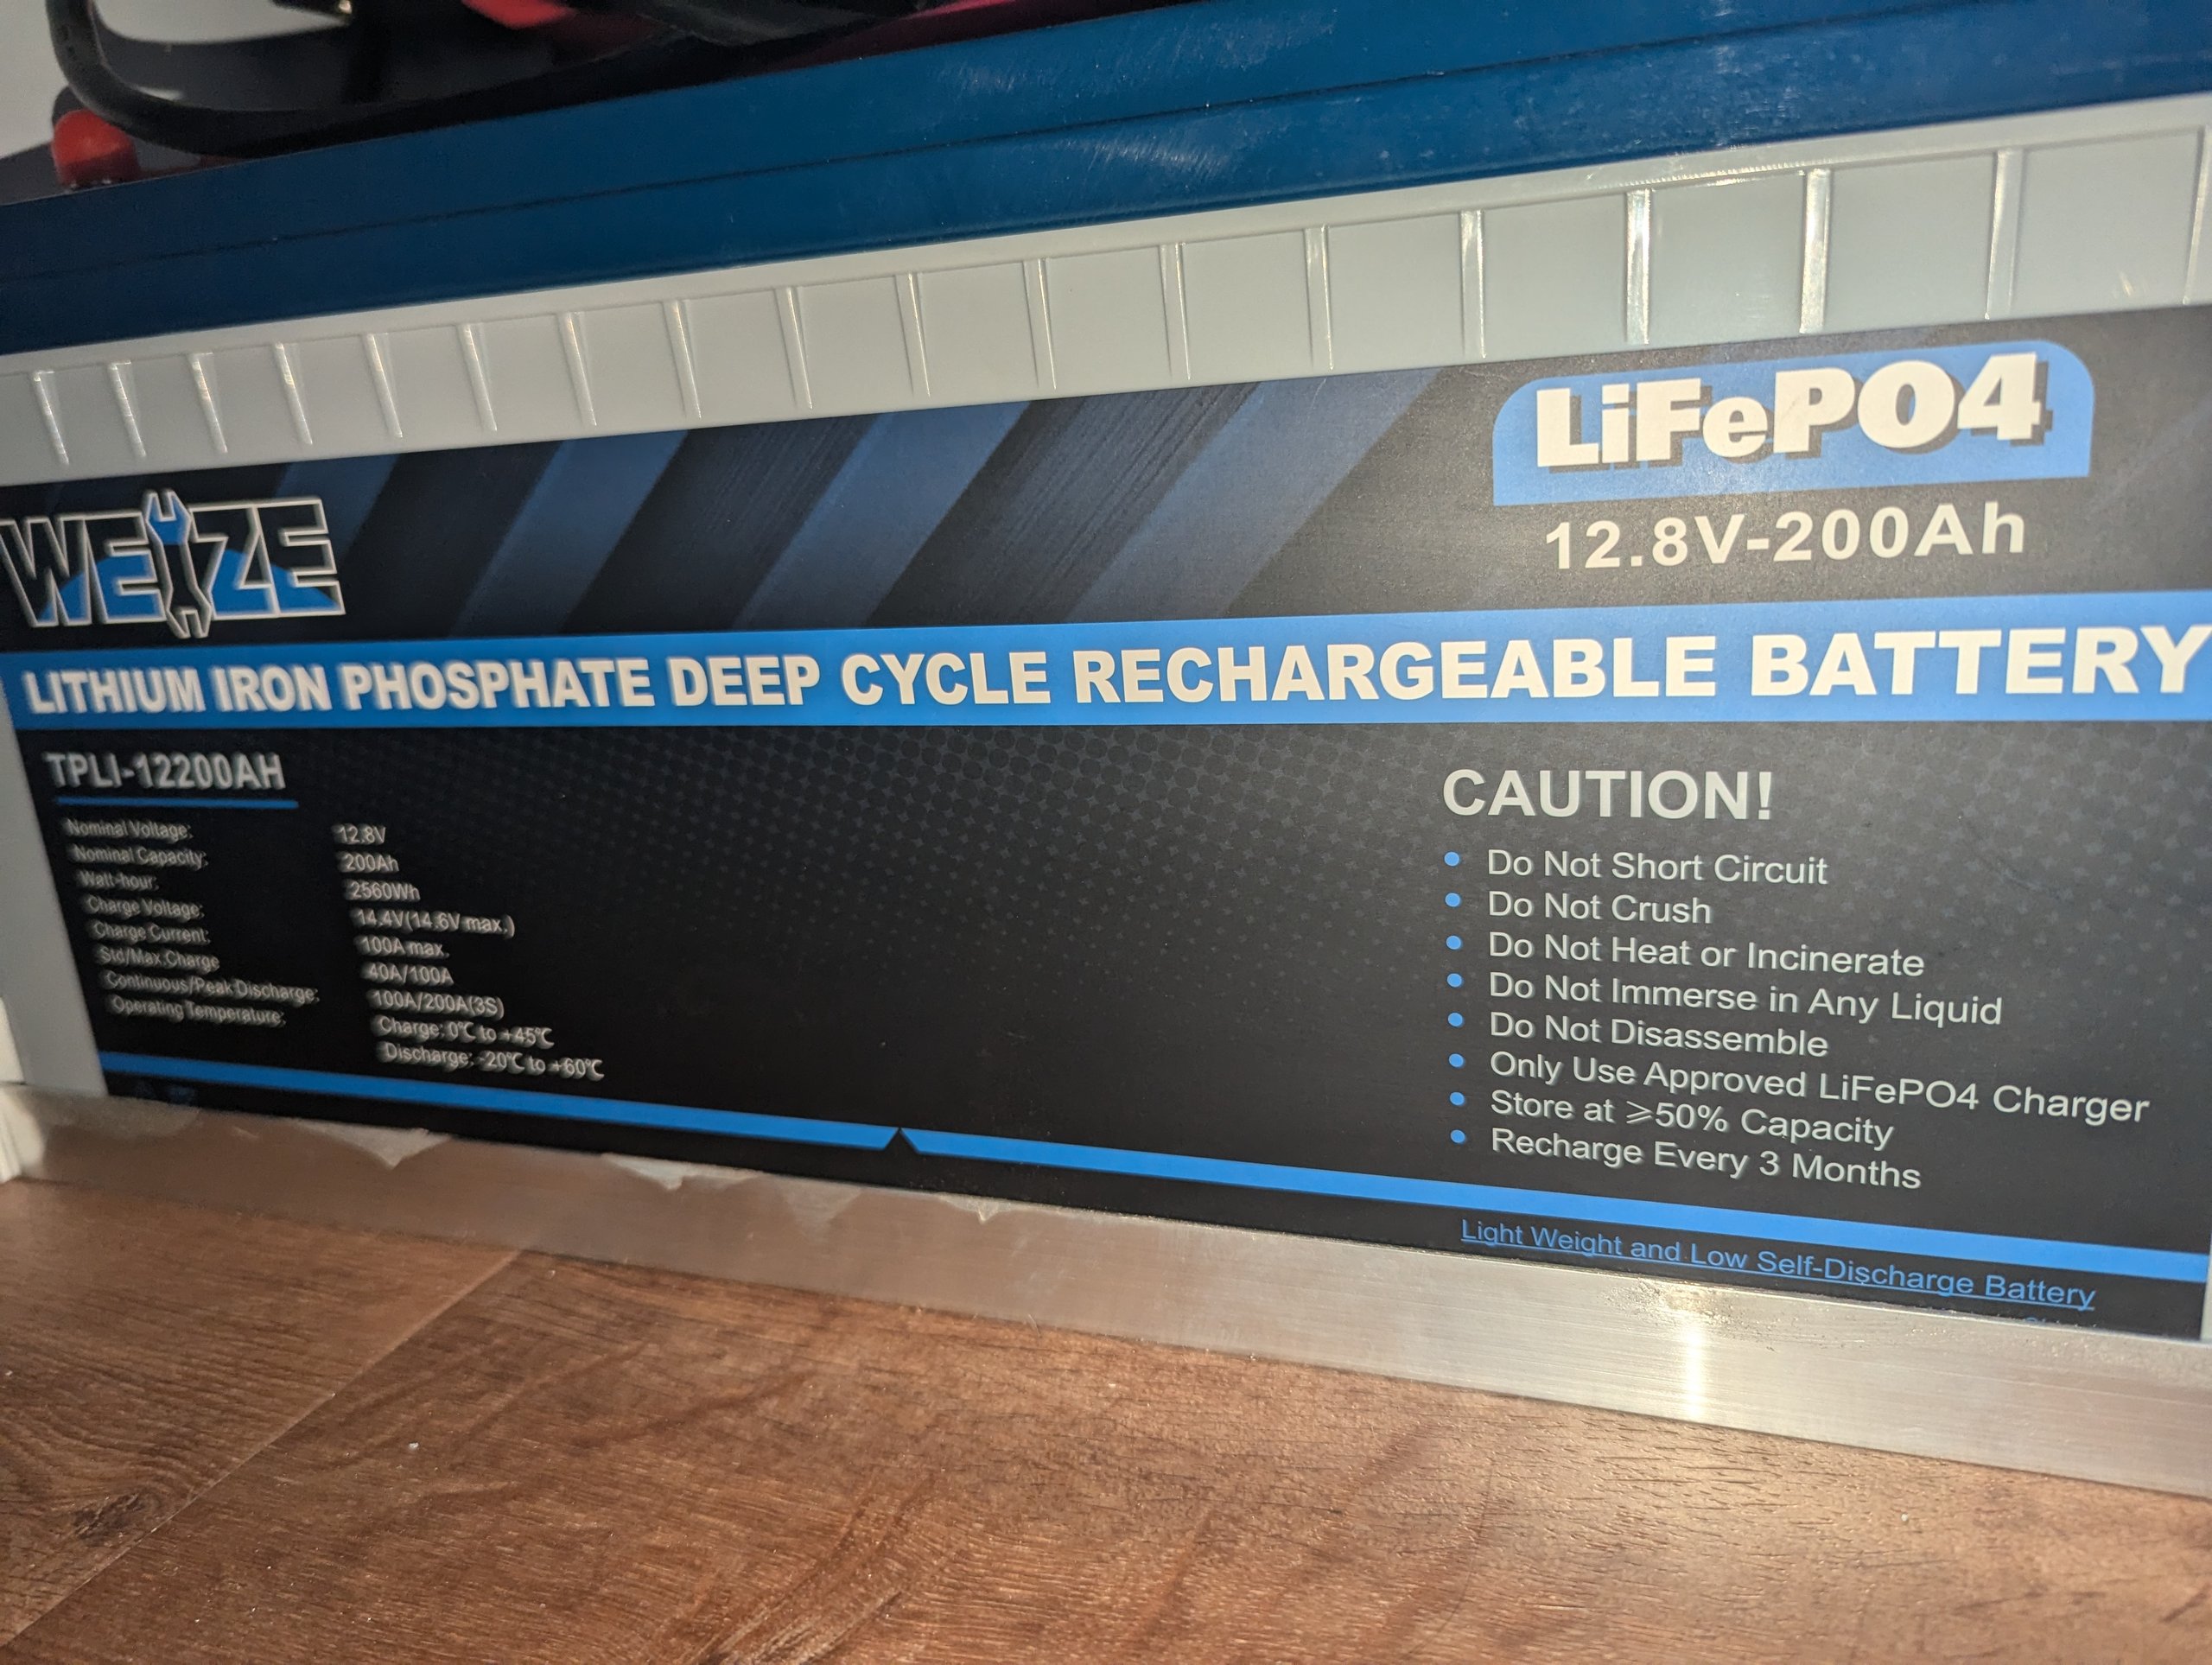 LiFePO4
12.8V-200Ah
WEIZE
LITHIUM IRON PHOSPHATE DEEP CYCLE RECHARGEABLE BATTERY
TPLI-12200AH
Nominal Voltage: 12.8V
Nominal Capacity: 200Ah
Watt-hour: 2560Wh
Charge Voltage: 14.4V(14.6V max.)
Charge Current: 100A max.
Std/Max.Charge 40A/100A
Continuous/Peak Discharge: 100A/200A(3S)
Operating Temperature: Charge: 0℃ to +45℃
Discharge: -20℃ to +60℃
CAUTION!
• Do Not Short Circuit
• Do Not Crush
• Do Not Heat or Incinerate
• Do Not Immerse in Any Liquid
• Do Not Disassemble
• Only Use Approved LiFePO4 Charger
• Store at ⩾50% Capacity
• Recharge Every 3 Months
Light Weight and Low Self-Discharge Battery